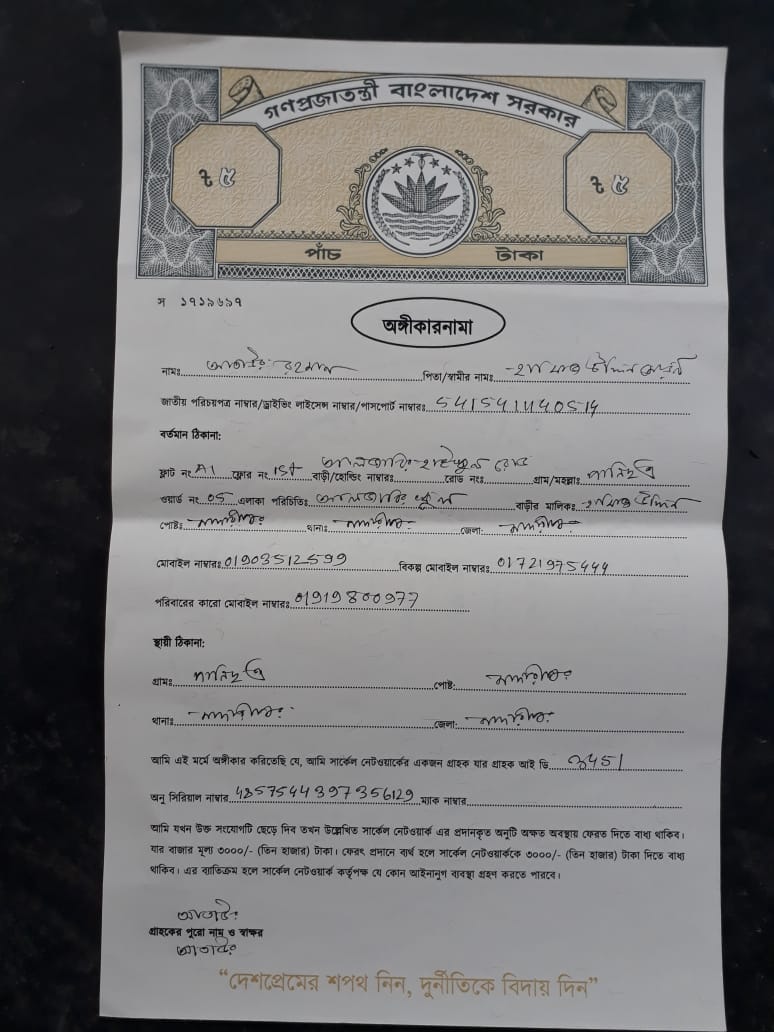 গণপ্রজাতন্ত্রী বাংলাদেশ সরকার
৳ ৫ ৳ ৫
পাঁচ টাকা
স ১৭১৯৬৯৭
অঙ্গীকারনামা
নামঃ রহমান পিতা/স্বামীর নামঃ
জাতীয় পরিচয়পত্র নাম্বার/ড্রাইভিং লাইসেন্স নাম্বার/পাসপোর্ট নাম্বারঃ 5415411140514
বর্তমান ঠিকানা:
ফ্লাট নং A1 ফ্লোর নং 1st বাড়ী/হোল্ডিং নাম্বারঃ রোড নংঃ গ্রাম/মহল্লাঃ
ওয়ার্ড নং 05 এলাকা পরিচিতিঃ বাড়ীর মালিকঃ
পোষ্টঃ থানাঃ জেলাঃ
মোবাইল নাম্বারঃ 01903512599 বিকল্প মোবাইল নাম্বারঃ 01721975444
পরিবারের কারো মোবাইল নাম্বারঃ 01919800977
স্থায়ী ঠিকানা:
গ্রামঃ পোষ্ট:
থানাঃ জেলা:
আমি এই মর্মে অঙ্গীকার করিতেছি যে, আমি সার্কেল নেটওয়ার্কের একজন গ্রাহক যার গ্রাহক আই ডি 3451
অনু সিরিয়াল নাম্বার 4857544397356129 ম্যাক নাম্বার
আমি যখন উক্ত সংযোগটি ছেড়ে দিব তখন উল্লেখিত সার্কেল নেটওয়ার্ক এর প্রদানকৃত অনুটি অক্ষত অবস্থায় ফেরত দিতে বাধ্য থাকিব।
যার বাজার মূল্য ৩০০০/- (তিন হাজার) টাকা। ফেরৎ প্রদানে ব্যর্থ হলে সার্কেল নেটওয়ার্ককে ৩০০০/- (তিন হাজার) টাকা দিতে বাধ্য
থাকিব। এর ব্যাতিক্রম হলে সার্কেল নেটওয়ার্ক কর্তৃপক্ষ যে কোন আইনানুগ ব্যবস্থা গ্রহণ করতে পারবে।
গ্রাহকের পুরো নাম ও স্বাক্ষর
“দেশপ্রেমের শপথ নিন, দুর্নীতিকে বিদায় দিন”